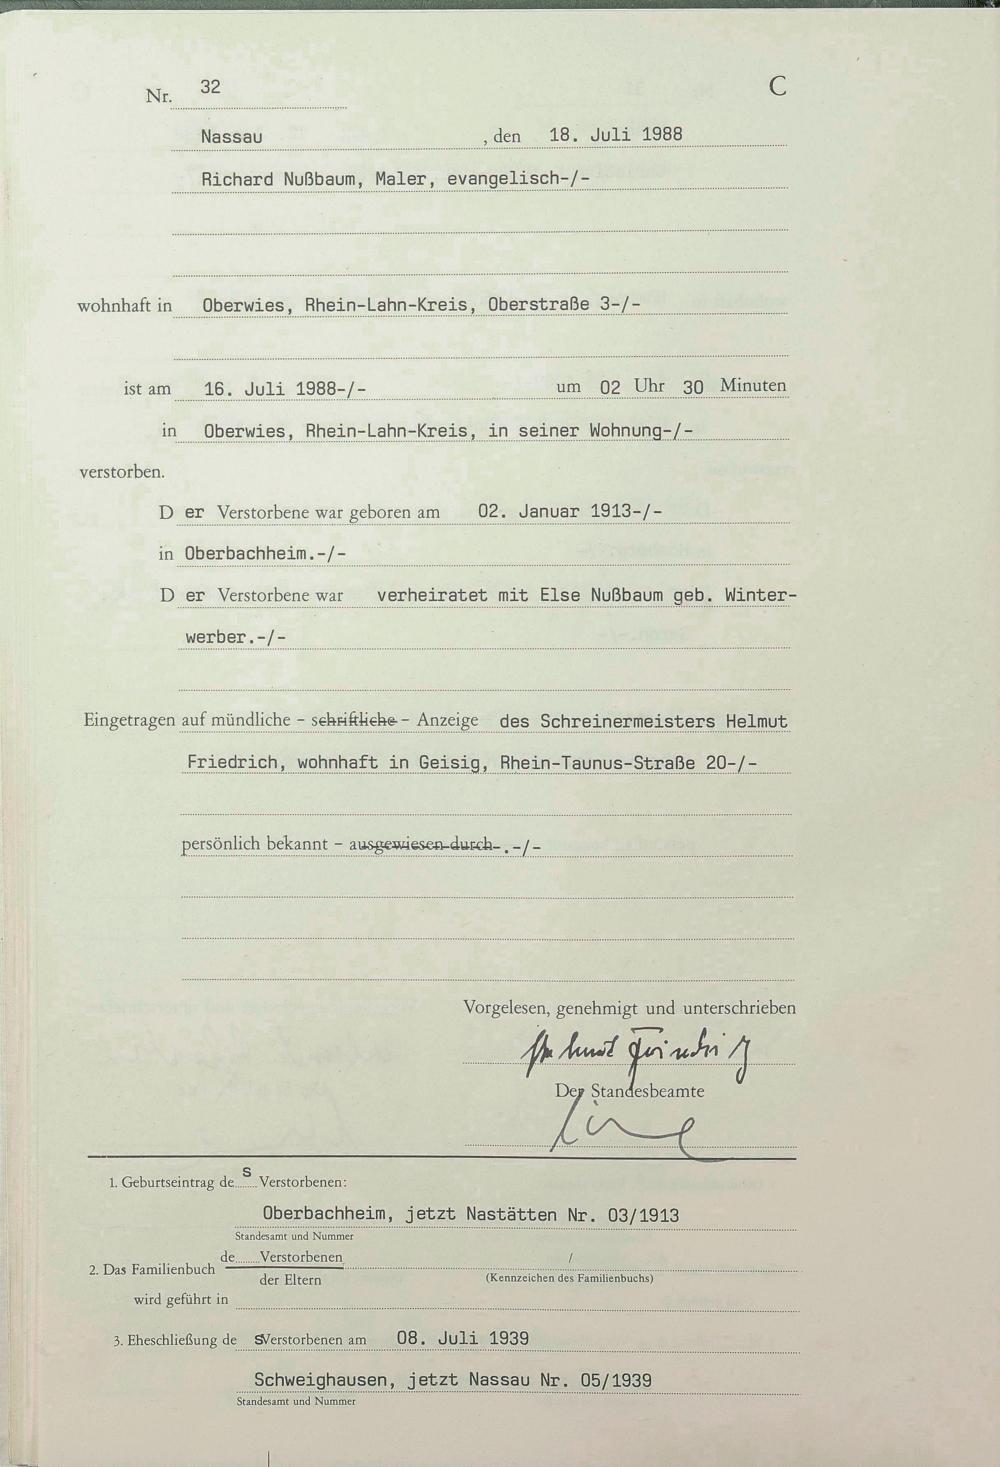 Nr. 32
C
Nassau , den 18. Juli 1988
Richard Nußbaum, Maler, evangelisch-/-
wohnhaft in Oberwies, Rhein-Lahn-Kreis, Oberstraße 3-/-
ist am 16. Juli 1988-/- um 02 Uhr 30 Minuten
in Oberwies, Rhein-Lahn-Kreis, in seiner Wohnung-/-
verstorben.
D er Verstorbene war geboren am 02. Januar 1913-/-
in Oberbachheim.-/-
D er Verstorbene war verheiratet mit Else Nußbaum geb. Winter-
werber.-/-
Eingetragen auf mündliche - schriftliche - Anzeige des Schreinermeisters Helmut
Friedrich, wohnhaft in Geisig, Rhein-Taunus-Straße 20-/-
persönlich bekannt - ausgewiesen durch-.-/-
Vorgelesen, genehmigt und unterschrieben
Helmut Friedrich
Der Standesbeamte
1. Geburtseintrag des Verstorbenen:
Oberbachheim, jetzt Nastätten Nr. 03/1913
Standesamt und Nummer
2. Das Familienbuch de Verstorbenen /
der Eltern (Kennzeichen des Familienbuchs)
wird geführt in
3. Eheschließung de s Verstorbenen am 08. Juli 1939
Schweighausen, jetzt Nassau Nr. 05/1939
Standesamt und Nummer